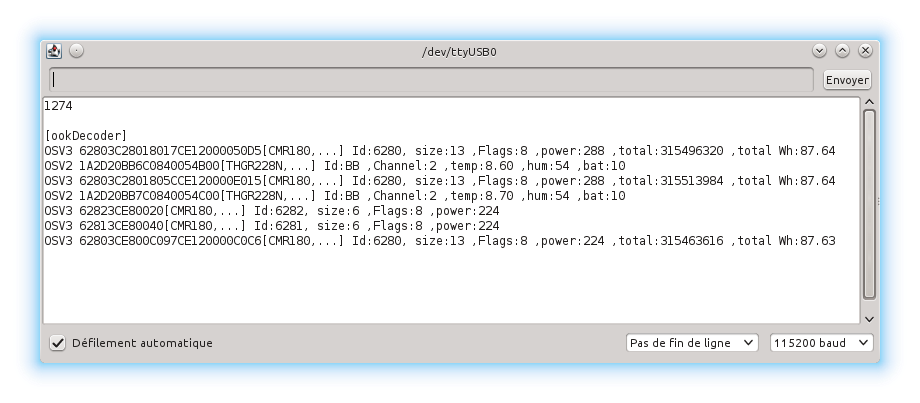 /dev/ttyUSB0
Envoyer
1274
[ookDecoder]
OSV3 62803C28018017CE12000050D5[CMR180,...] Id:6280, size:13 ,Flags:8 ,power:288 ,total:315496320 ,total Wh:87.64
OSV2 1A2D20BB6C0840054B00[THGR228N,...] Id:BB ,Channel:2 ,temp:8.60 ,hum:54 ,bat:10
OSV3 62803C2801805CCE120000E015[CMR180,...] Id:6280, size:13 ,Flags:8 ,power:288 ,total:315513984 ,total Wh:87.64
OSV2 1A2D20BB7C0840054C00[THGR228N,...] Id:BB ,Channel:2 ,temp:8.70 ,hum:54 ,bat:10
OSV3 62823CE80020[CMR180,...] Id:6282, size:6 ,Flags:8 ,power:224
OSV3 62813CE80040[CMR180,...] Id:6281, size:6 ,Flags:8 ,power:224
OSV3 62803CE800C097CE120000C0C6[CMR180,...] Id:6280, size:13 ,Flags:8 ,power:224 ,total:315463616 ,total Wh:87.63
Défilement automatique
Pas de fin de ligne
115200 baud